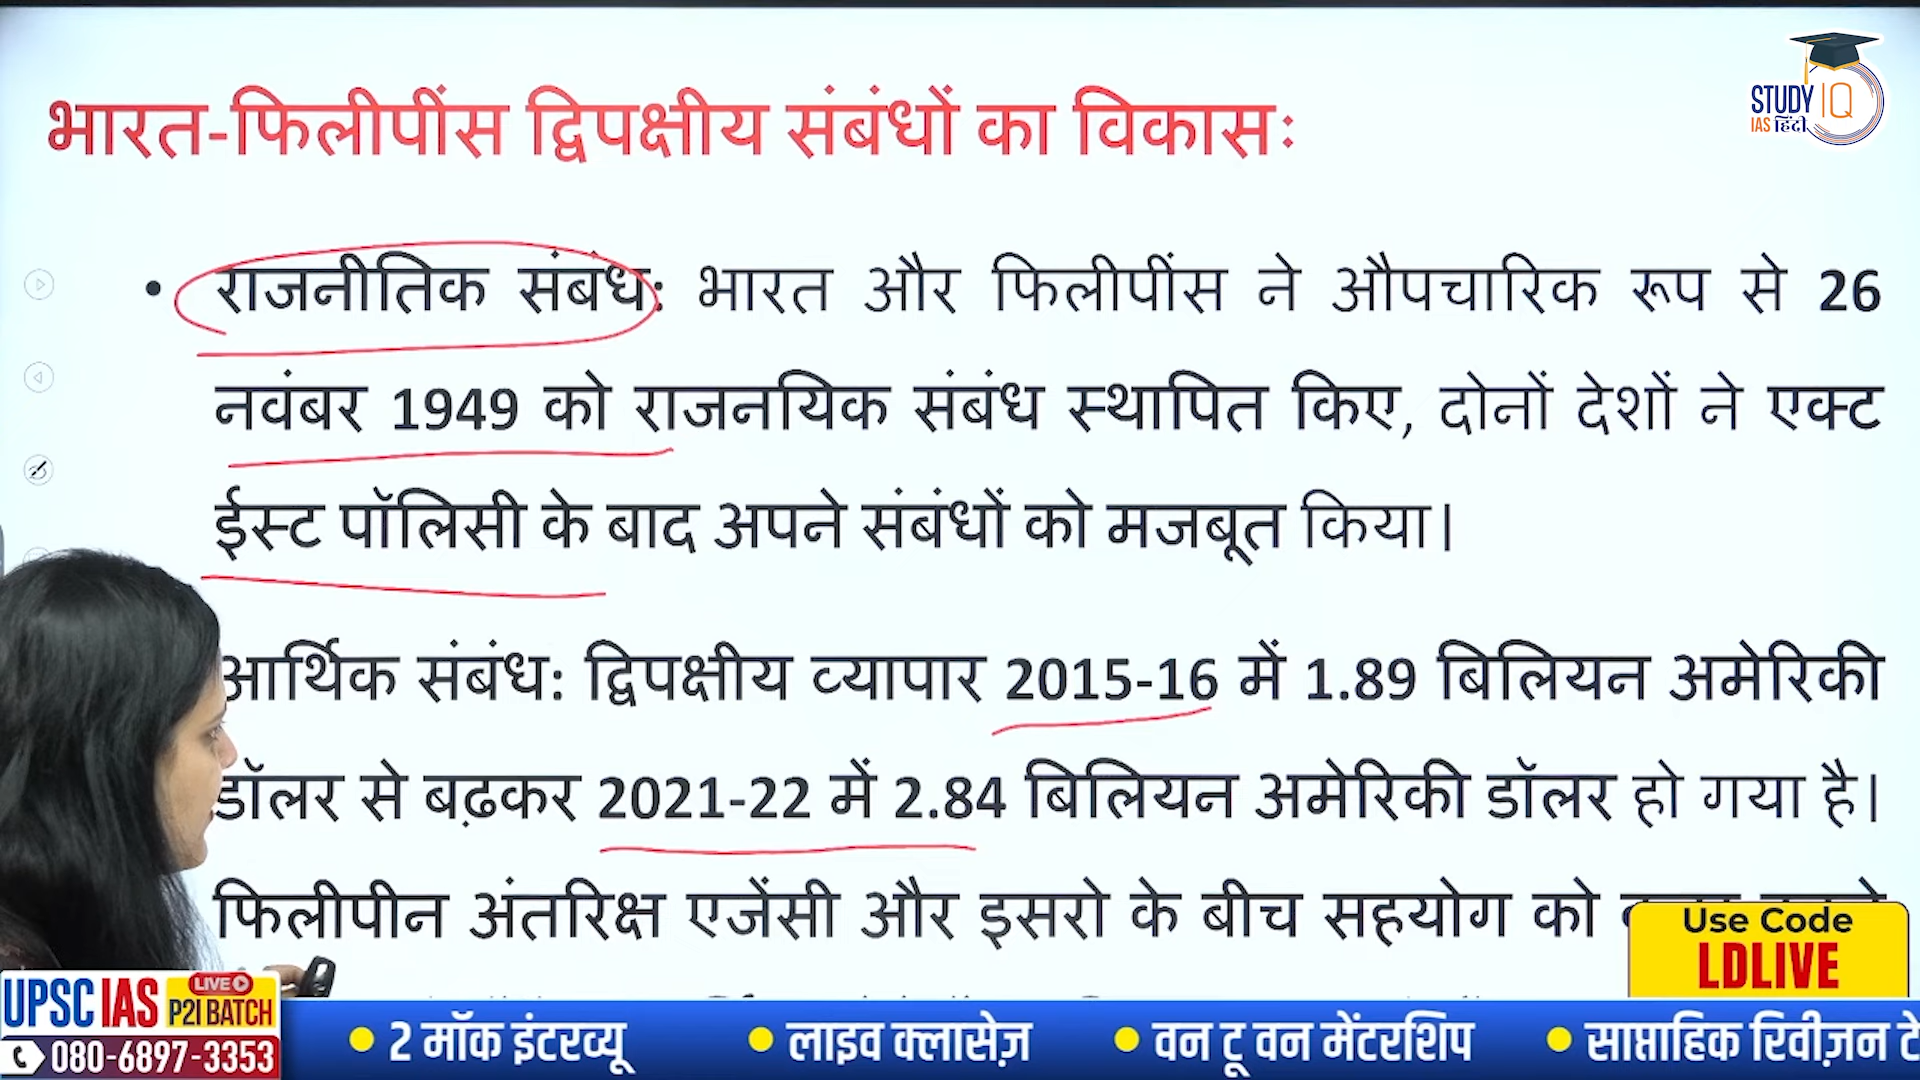 भारत-फिलीपींस द्विपक्षीय संबंधों का विकासः
STUDY IQ
IAS हिंदी
• राजनीतिक संबंध: भारत और फिलीपींस ने औपचारिक रूप से 26
नवंबर 1949 को राजनयिक संबंध स्थापित किए, दोनों देशों ने एक्ट
ईस्ट पॉलिसी के बाद अपने संबंधों को मजबूत किया।
आर्थिक संबंध: द्विपक्षीय व्यापार 2015-16 में 1.89 बिलियन अमेरिकी
डॉलर से बढ़कर 2021-22 में 2.84 बिलियन अमेरिकी डॉलर हो गया है।
फिलीपीन अंतरिक्ष एजेंसी और इसरो के बीच सहयोग को
Use Code
LDLIVE
UPSC IAS LIVE P2I BATCH
080-6897-3353
• 2 मॉक इंटरव्यू • लाइव क्लासेज़ • वन टू वन मेंटरशिप • साप्ताहिक रिवीज़न टे